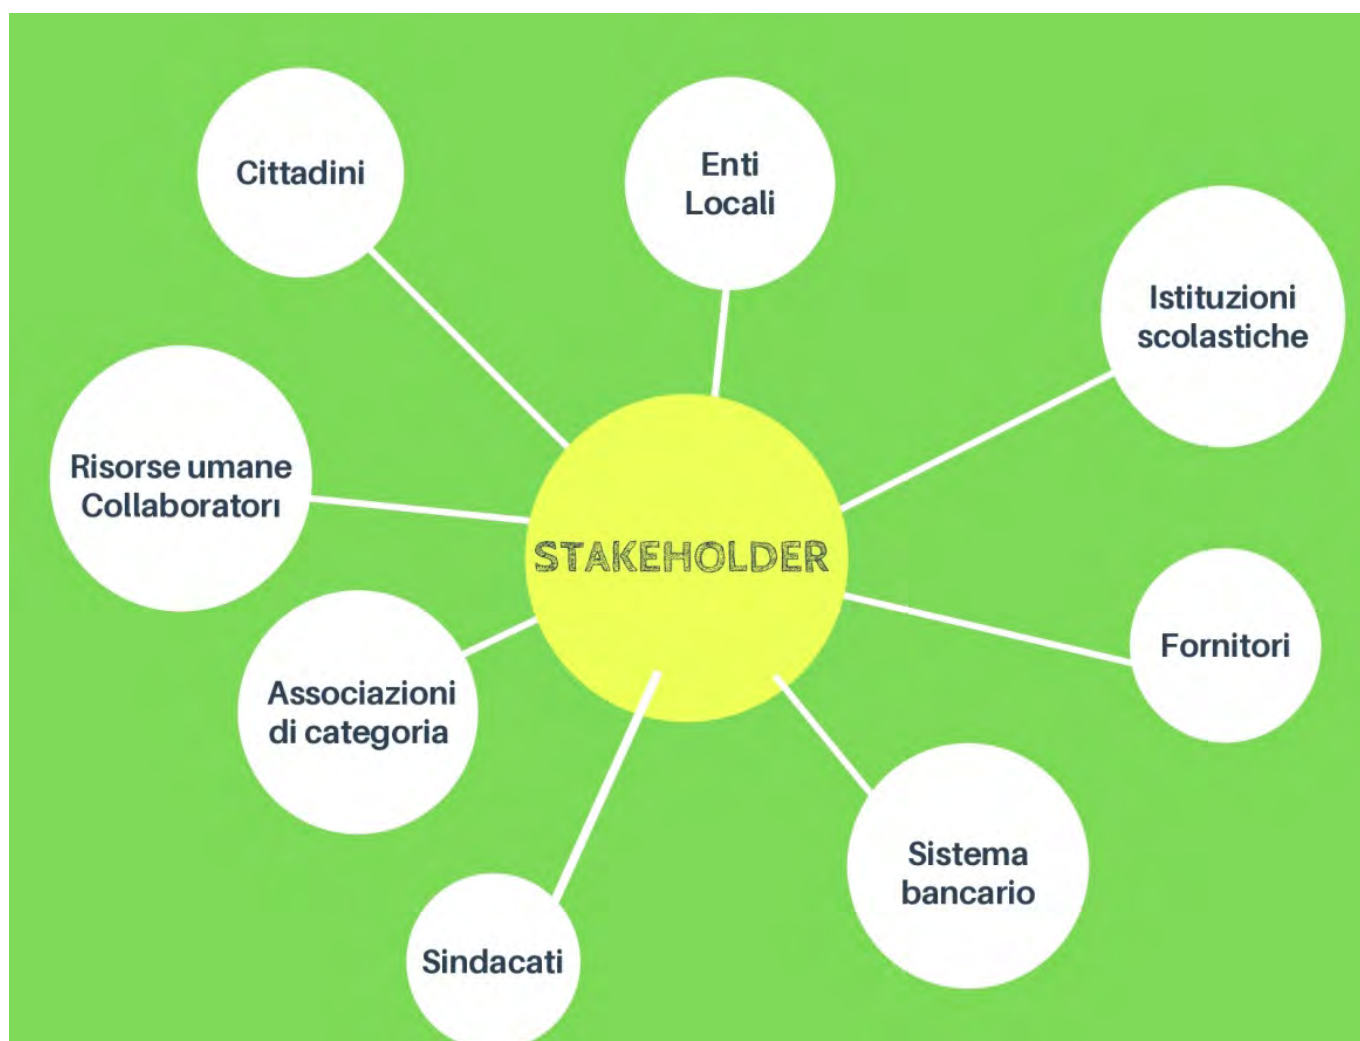 Cittadini
Enti
Locali
Istituzioni
scolastiche
Risorse umane
Collaboratori
STAKEHOLDER
Fornitori
Associazioni
di categoria
Sistema
bancario
Sindacati